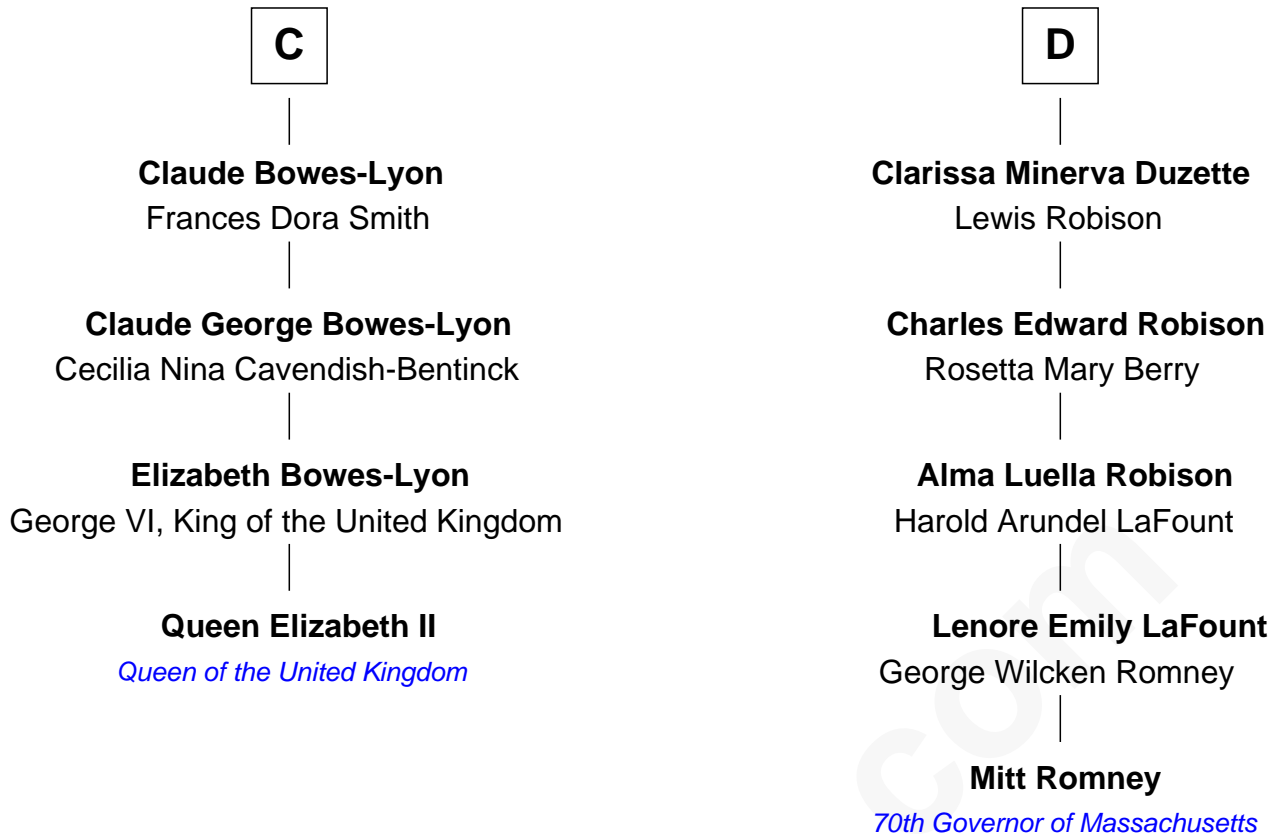 C
Claude Bowes-Lyon
Frances Dora Smith
Claude George Bowes-Lyon
Cecilia Nina Cavendish-Bentinck
Elizabeth Bowes-Lyon
George VI, King of the United Kingdom
Queen Elizabeth II
Queen of the United Kingdom
D
Clarissa Minerva Duzette
Lewis Robison
Charles Edward Robison
Rosetta Mary Berry
Alma Luella Robison
Harold Arundel LaFount
Lenore Emily LaFount
George Wilcken Romney
Mitt Romney
70th Governor of Massachusetts
com